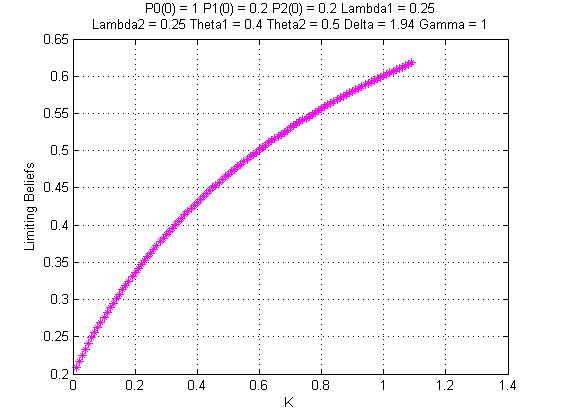 P0(0) = 1 P1(0) = 0.2 P2(0) = 0.2 Lambda1 = 0.25
Lambda2 = 0.25 Theta1 = 0.4 Theta2 = 0.5 Delta = 1.94 Gamma = 1
0.65
0.6
0.55
0.5
0.45
0.4
0.35
0.3
0.25
0.2
Limiting Beliefs
0 0.2 0.4 0.6 0.8 1 1.2 1.4
K